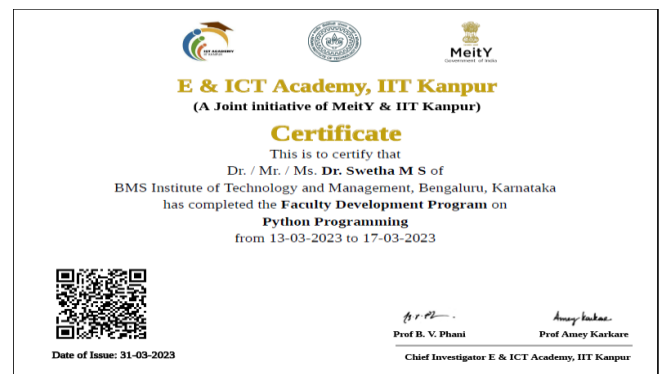 MeitY
Government of India
E & ICT Academy, IIT Kanpur
(A Joint initiative of MeitY & IIT Kanpur)
Certificate
This is to certify that
Dr. / Mr. / Ms. Dr. Swetha M S of
BMS Institute of Technology and Management, Bengaluru, Karnataka
has completed the Faculty Development Program on
Python Programming
from 13-03-2023 to 17-03-2023
Prof B. V. Phani
Prof Amey Karkare
Date of Issue: 31-03-2023
Chief Investigator E & ICT Academy, IIT Kanpur